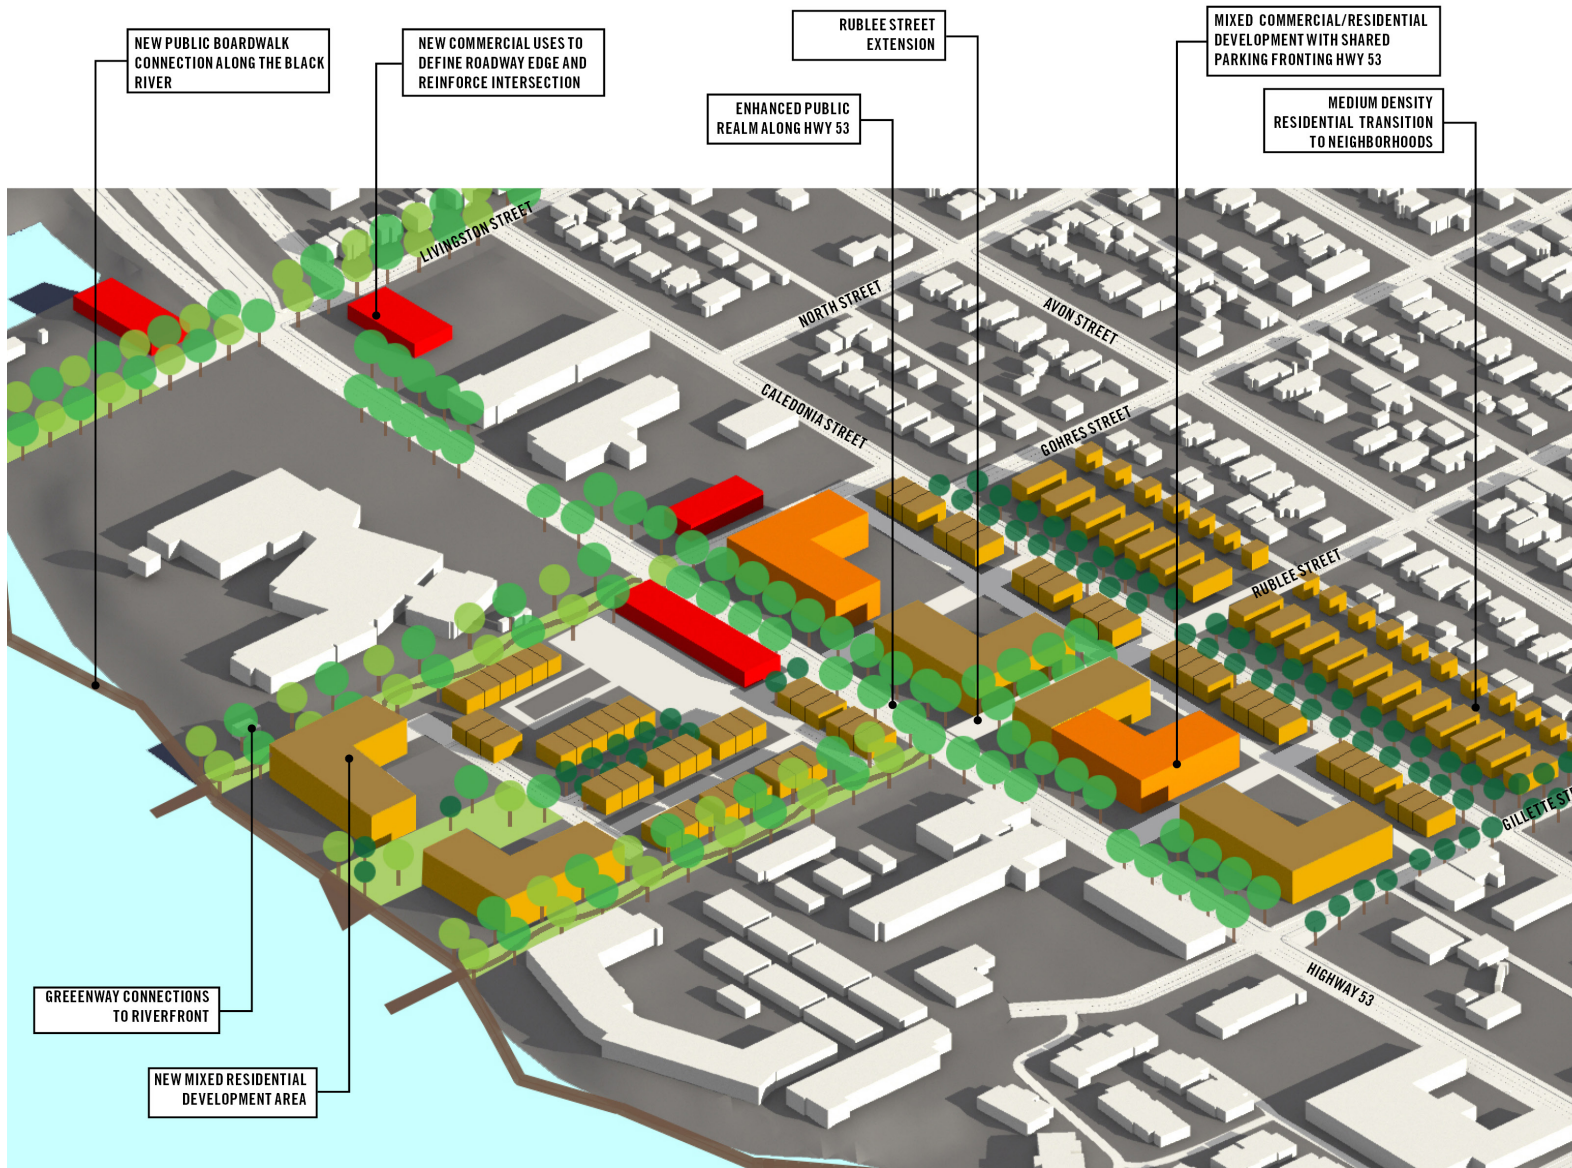 NEW PUBLIC BOARDWALK
CONNECTION ALONG THE BLACK
RIVER
NEW COMMERCIAL USES TO
DEFINE ROADWAY EDGE AND
REINFORCE INTERSECTION
RUBLEE STREET
EXTENSION
MIXED COMMERCIAL/RESIDENTIAL
DEVELOPMENT WITH SHARED
PARKING FRONTING HWY 53
ENHANCED PUBLIC
REALM ALONG HWY 53
MEDIUM DENSITY
RESIDENTIAL TRANSITION
TO NEIGHBORHOODS
LIVINGSTON STREET
NORTH STREET
AVON STREET
CALEDONIA STREET
GOHRES STREET
RUBLEE STREET
GILLETTE ST
HIGHWAY 53
GREEENWAY CONNECTIONS
TO RIVERFRONT
NEW MIXED RESIDENTIAL
DEVELOPMENT AREA